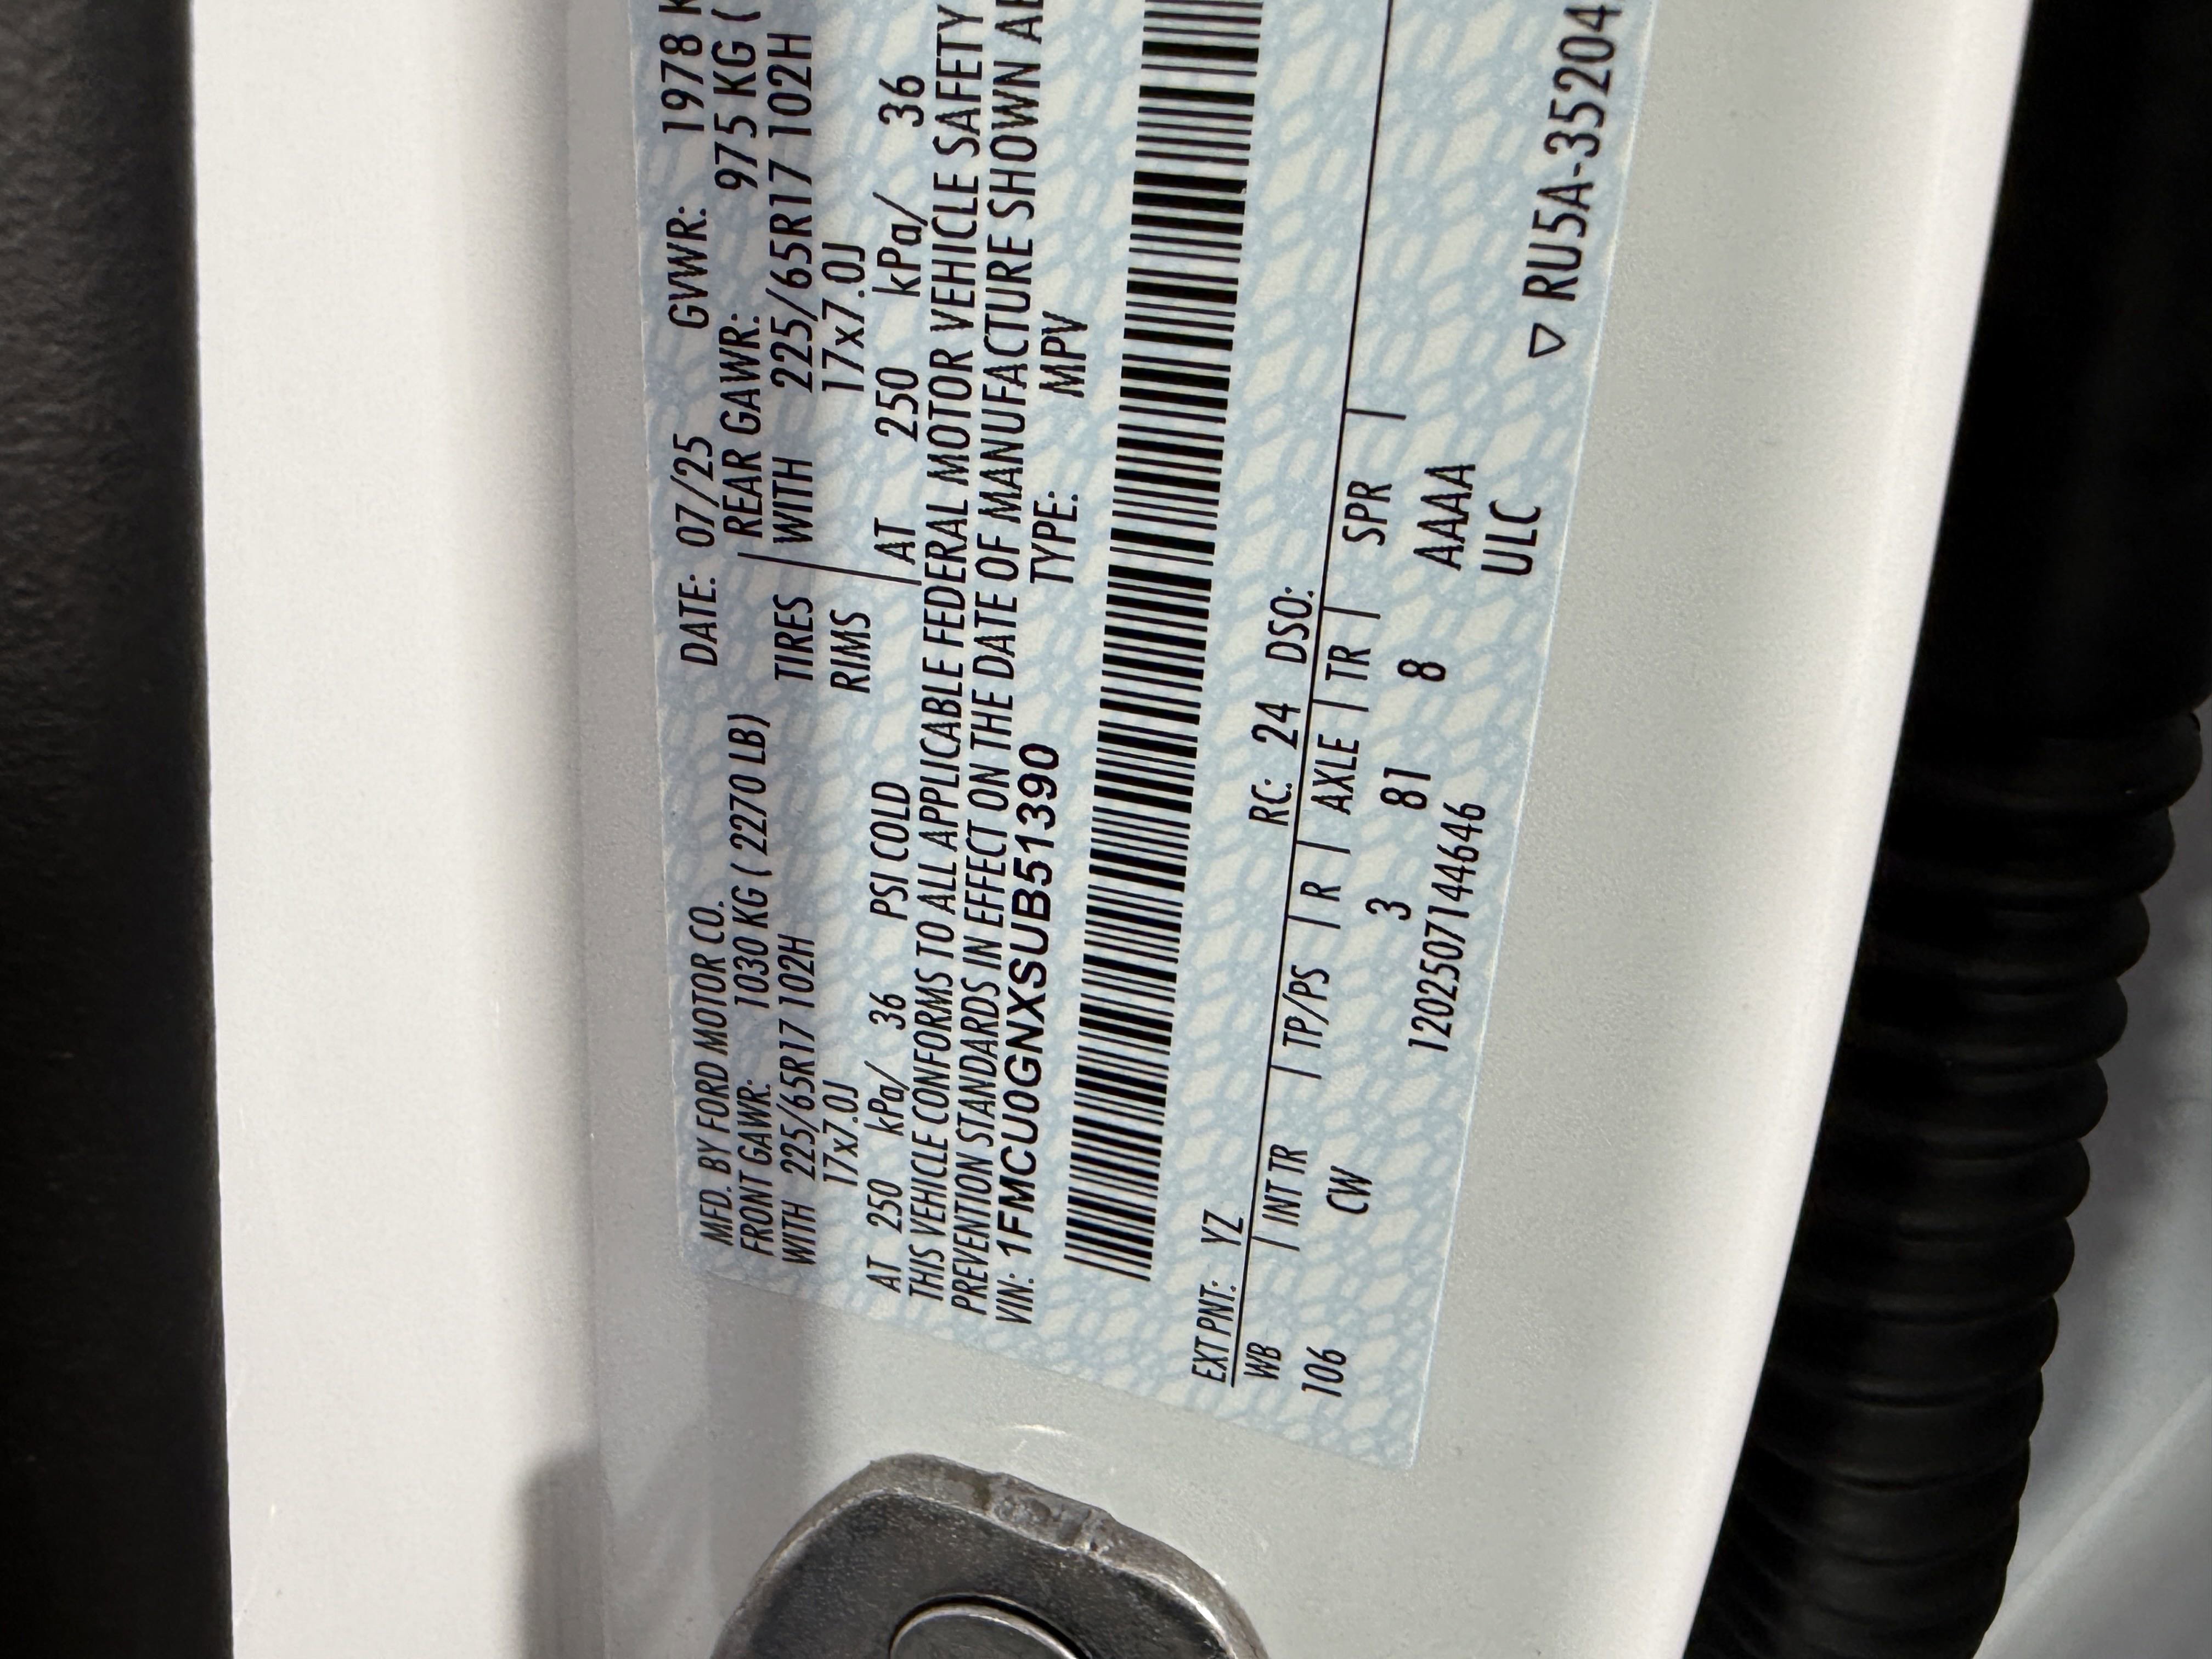 MFD. BY FORD MOTOR CO. DATE: 07/25 GVWR: 1978 K
FRONT GAWR: 1030 KG ( 2270 LB) REAR GAWR: 975 KG (
WITH 225/65R17 102H TIRES WITH 225/65R17 102H
17x7.0J RIMS 17x7.0J
AT 250 kPa/ 36 PSI COLD AT 250 kPa/ 36
THIS VEHICLE CONFORMS TO ALL APPLICABLE FEDERAL MOTOR VEHICLE SAFETY
PREVENTION STANDARDS IN EFFECT ON THE DATE OF MANUFACTURE SHOWN
VIN: 1FMCU0GNXSUB51390 TYPE: MPV
EXT PNT: YZ RC: 24 DSO:
WB | INT TR | TP/PS | R | AXLE | TR | SPR |
106 CW 3 81 8 AAAA
12025071446​46 ULC
▽ RU5A-35204